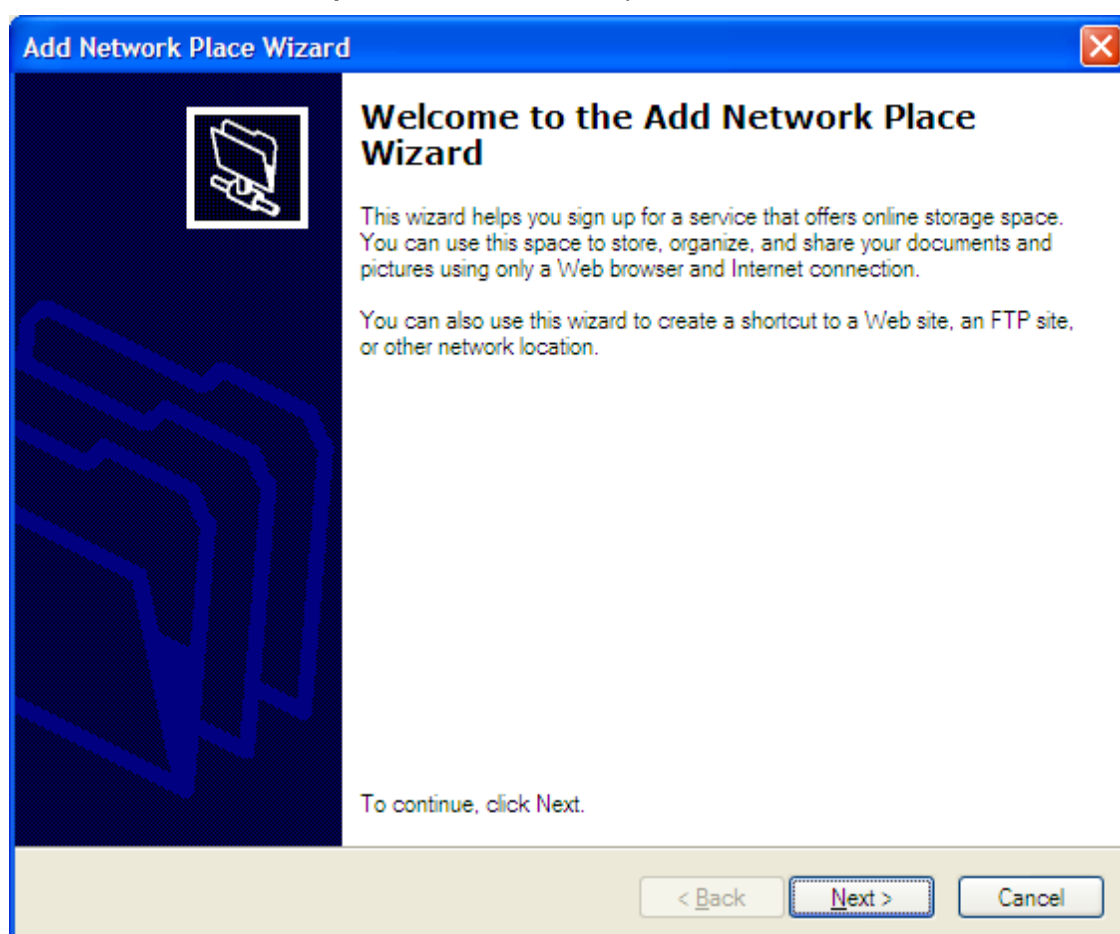 Add Network Place Wizard
Welcome to the Add Network Place
Wizard
This wizard helps you sign up for a service that offers online storage space.
You can use this space to store, organize, and share your documents and
pictures using only a Web browser and Internet connection.
You can also use this wizard to create a shortcut to a Web site, an FTP site,
or other network location.
To continue, click Next.
< Back Next > Cancel